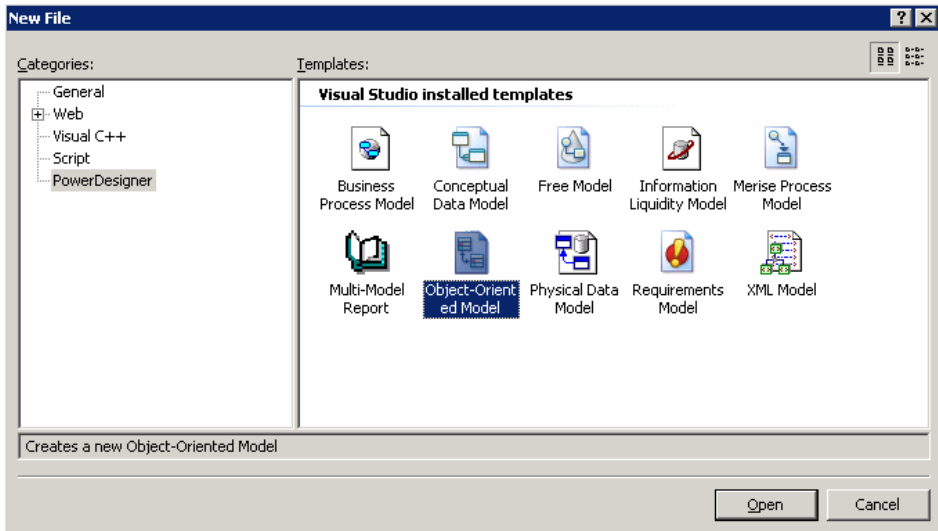 New File
Categories:
Templates:
General
Web
Visual C++
Script
PowerDesigner
Visual Studio installed templates
Business
Process Model
Conceptual
Data Model
Free Model
Information
Liquidity Model
Merise Process
Model
Multi-Model
Report
Object-Orient
ed Model
Physical Data
Model
Requirements
Model
XML Model
Creates a new Object-Oriented Model
Open
Cancel